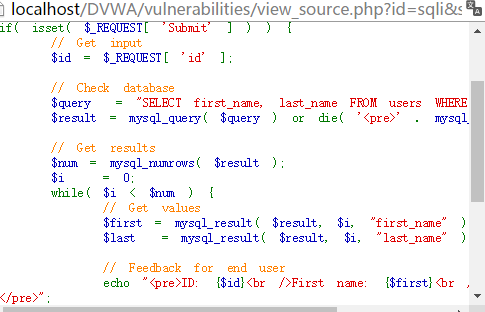 localhost/DVWA/vulnerabilities/view_source.php?id=sqli&s
if( isset( $_REQUEST[ 'Submit' ] ) ) {
// Get input
$id = $_REQUEST[ 'id' ];
// Check database
$query = "SELECT first_name, last_name FROM users WHERE
$result = mysql_query( $query ) or die( '<pre>' . mysql_
// Get results
$num = mysql_numrows( $result );
$i = 0;
while( $i < $num ) {
// Get values
$first = mysql_result( $result, $i, "first_name" )
$last = mysql_result( $result, $i, "last_name" )
// Feedback for end user
echo "<pre>ID: {$id}<br />First name: {$first}<br /
</pre>";